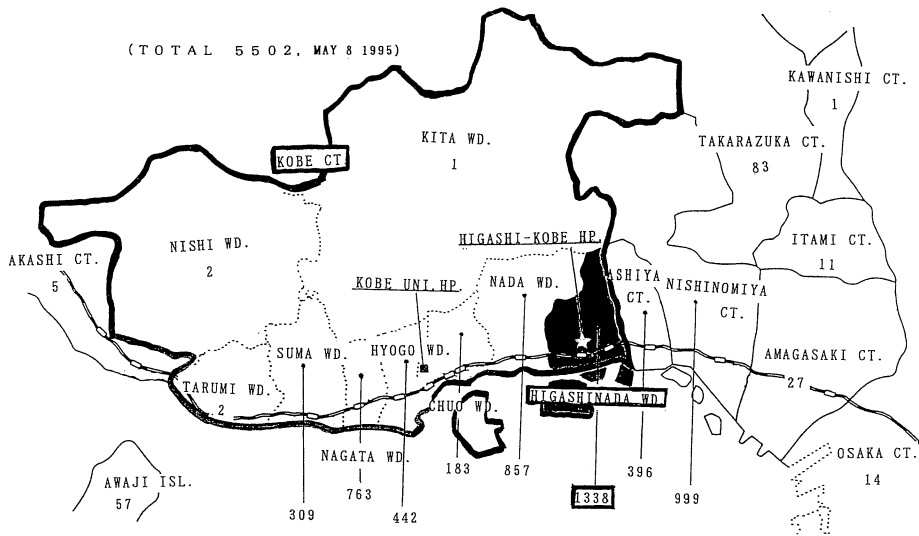 (TOTAL 5502, MAY 8 1995)
KAWANISHI CT.
1
KITA WD.
1
TAKARAZUKA CT.
83
KOBE CT.
NISHI WD.
2
HIGASHI-KOBE HP.
ITAMI CT.
11
AKASHI CT.
5
KOBE UNI.HP
NADA WD.
ASHIYA
CT.
NISHINOMIYA
CT.
SUMA WD.
HYOGO WD.
AMAGASAKI CT.
27
TARUMI WD.
2
CHUO WD.
HIGASHINADA WD
NAGATA WD.
OSAKA CT.
14
AWAJI ISL.
57
309
763
442
183
857
1338
396
999